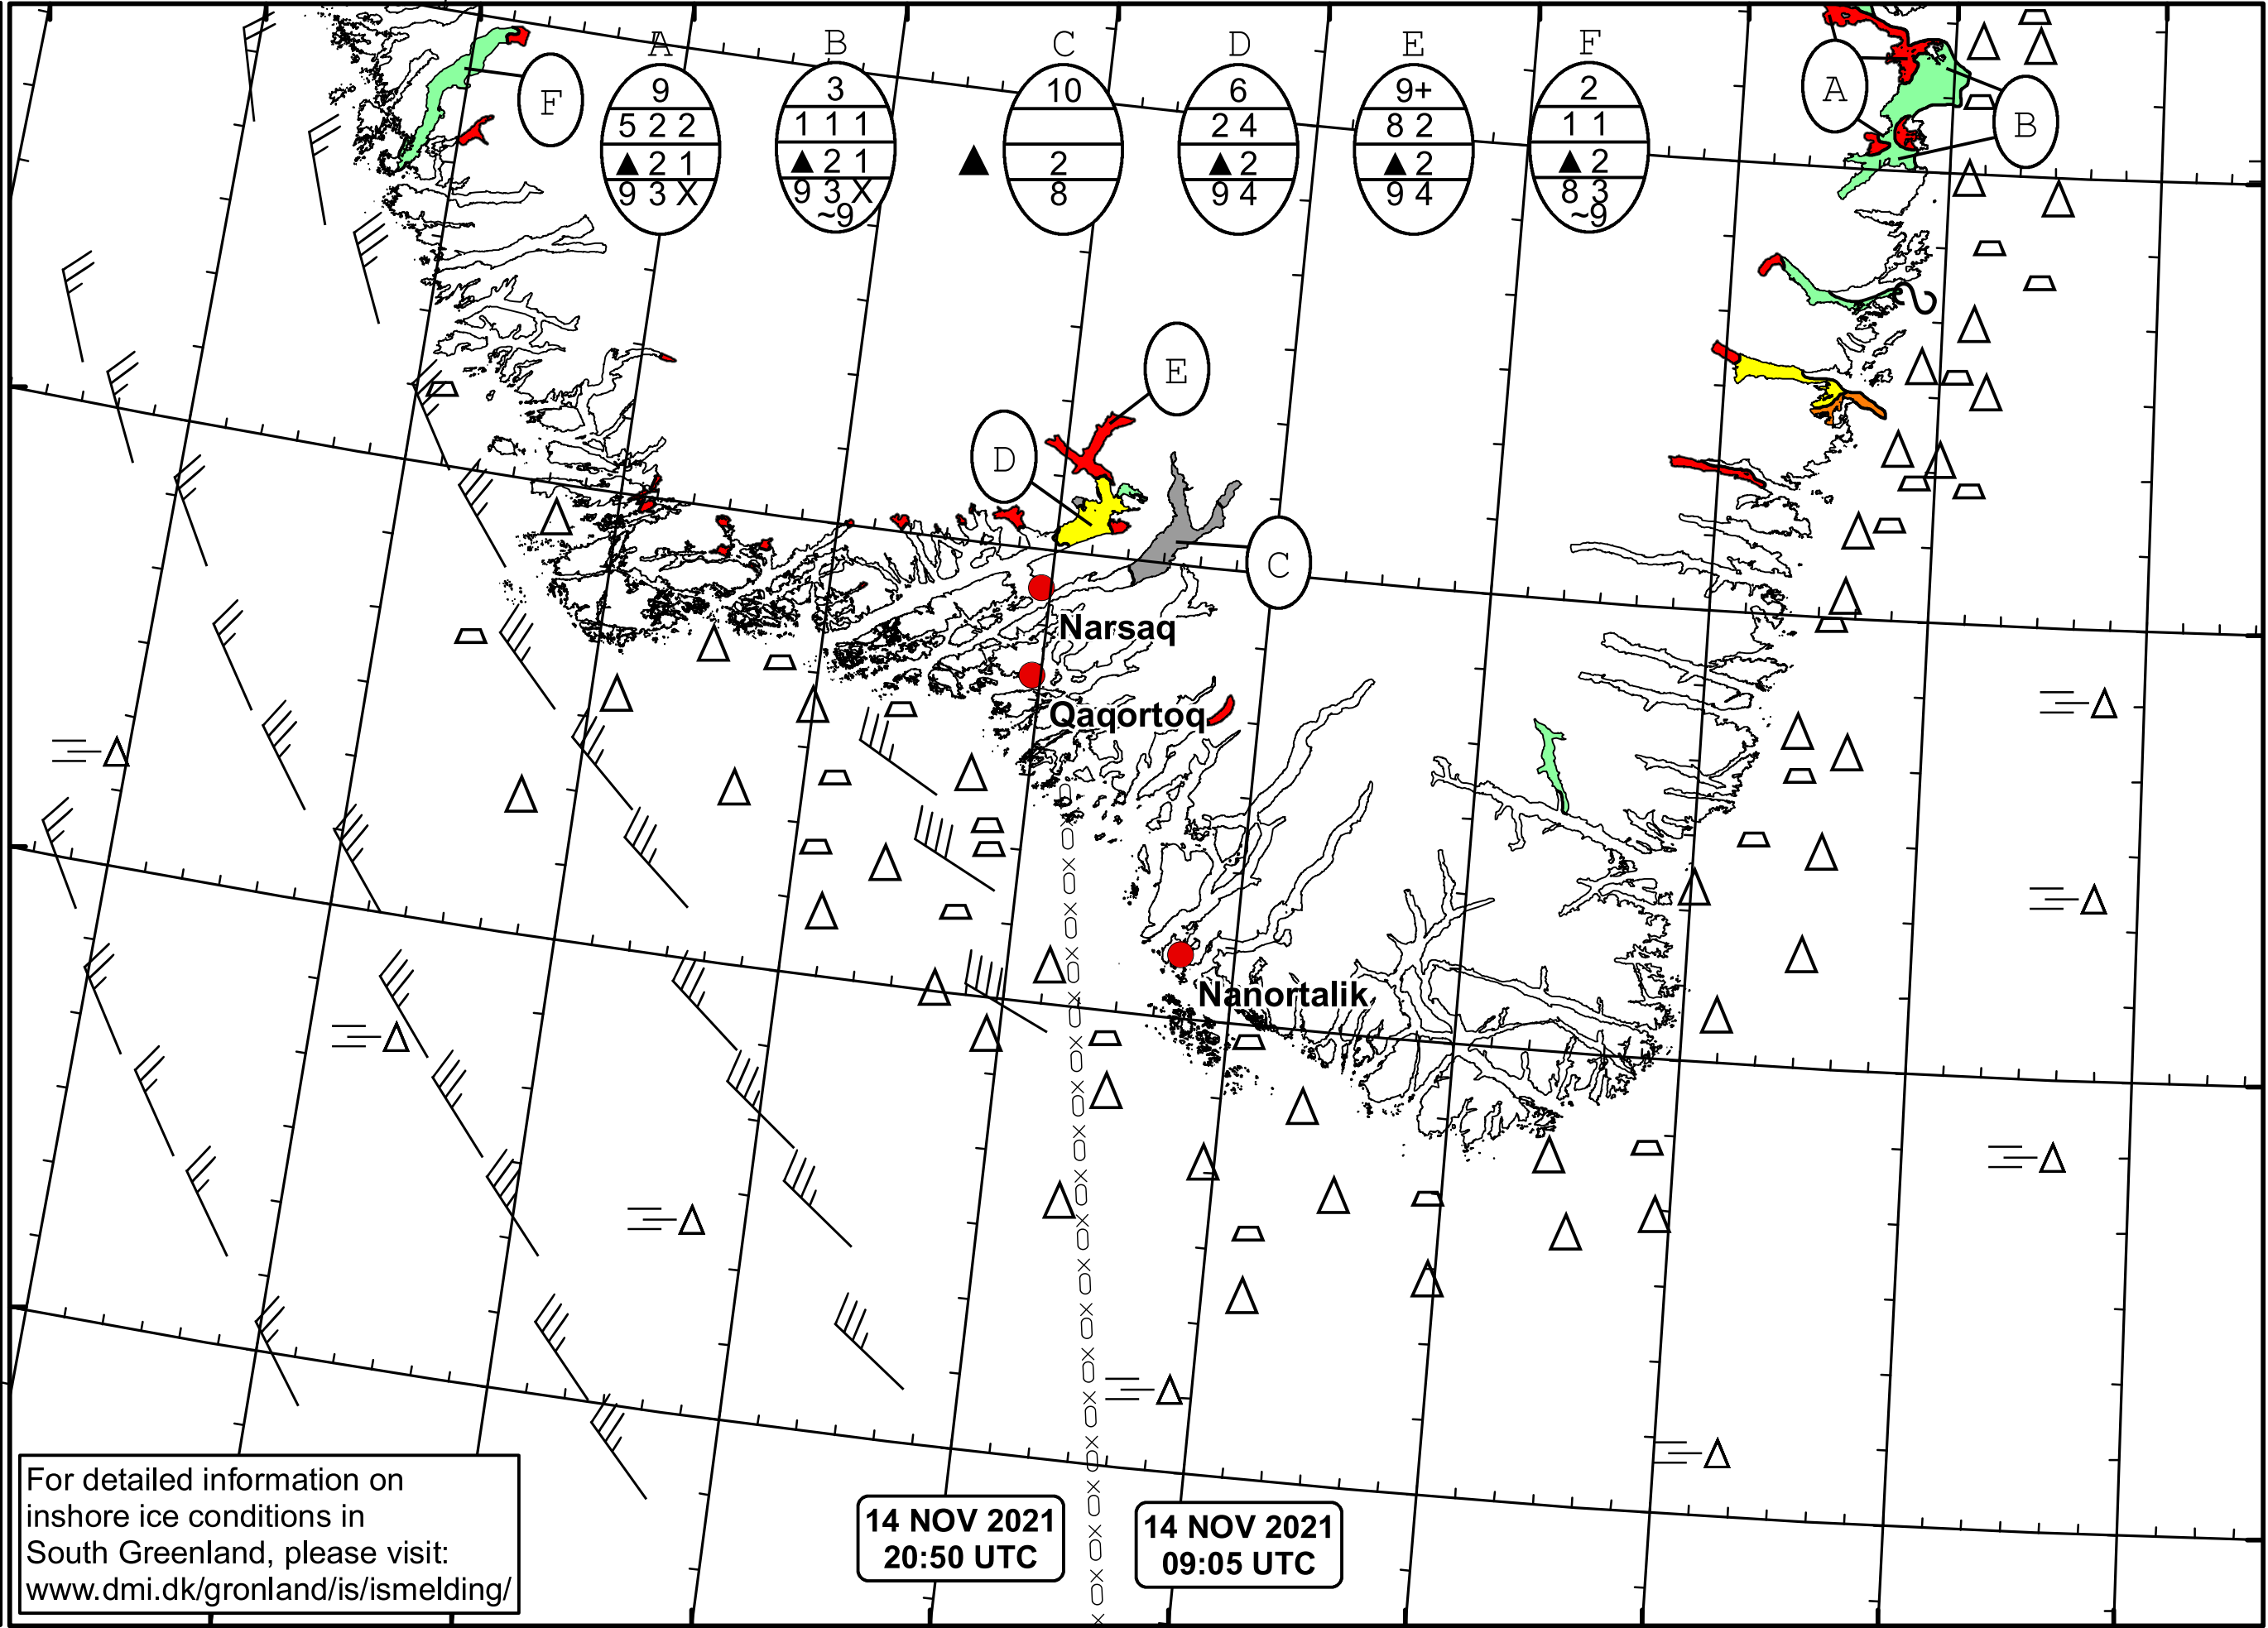 A B C D E F
9 3 10 6 9+ 2
5 2 2 1 1 1 2 4 8 2 1 1
▲ 2 1 ▲ 2 1 ▲ 2 ▲ 2 ▲ 2 ▲ 2
9 3 X 9 3 X 8 9 4 9 4 8 3
~9 ~9
F
A
B
E
D
C
Narsaq
Qaqortoq
Nanortalik
For detailed information on
inshore ice conditions in
South Greenland, please visit:
www.dmi.dk/gronland/is/ismelding/
14 NOV 2021
20:50 UTC
14 NOV 2021
09:05 UTC